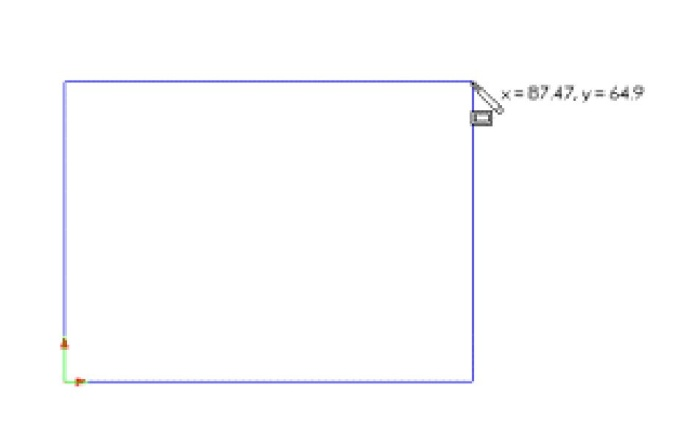 x = 87.47, y = 64.9